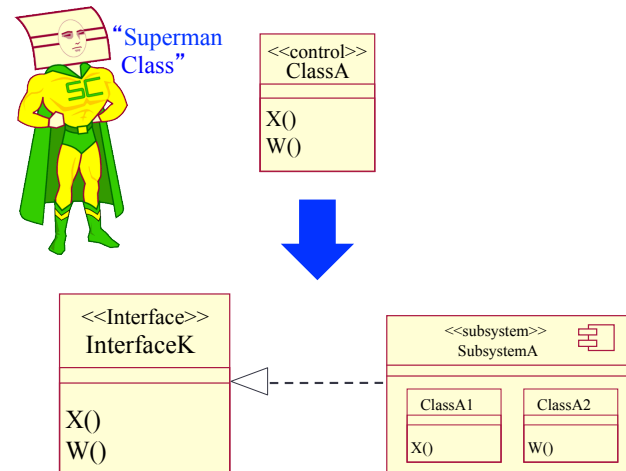 “Superman
Class”
SC
<<control>>
ClassA
X()
W()
<<Interface>>
InterfaceK
X()
W()
<<subsystem>>
SubsystemA
ClassA1
X()
ClassA2
W()